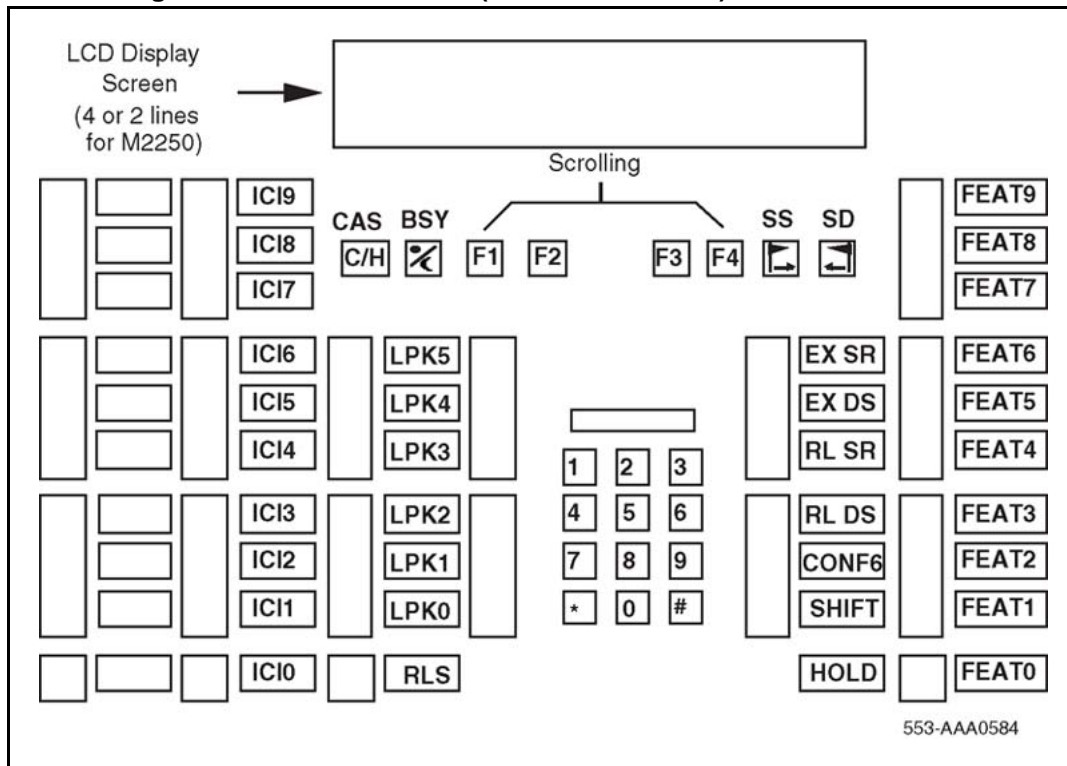 LCD Display
Screen
(4 or 2 lines
for M2250)
Scrolling
CAS BSY SS SD
C/H F1 F2 F3 F4
ICI9 FEAT9
ICI8 FEAT8
ICI7 FEAT7
ICI6 LPK5 EX SR FEAT6
ICI5 LPK4 EX DS FEAT5
ICI4 LPK3 RL SR FEAT4
1 2 3
ICI3 LPK2 4 5 6 RL DS FEAT3
ICI2 LPK1 7 8 9 CONF6 FEAT2
ICI1 LPK0 * 0 # SHIFT FEAT1
ICI0 RLS HOLD FEAT0
553-AAA0584